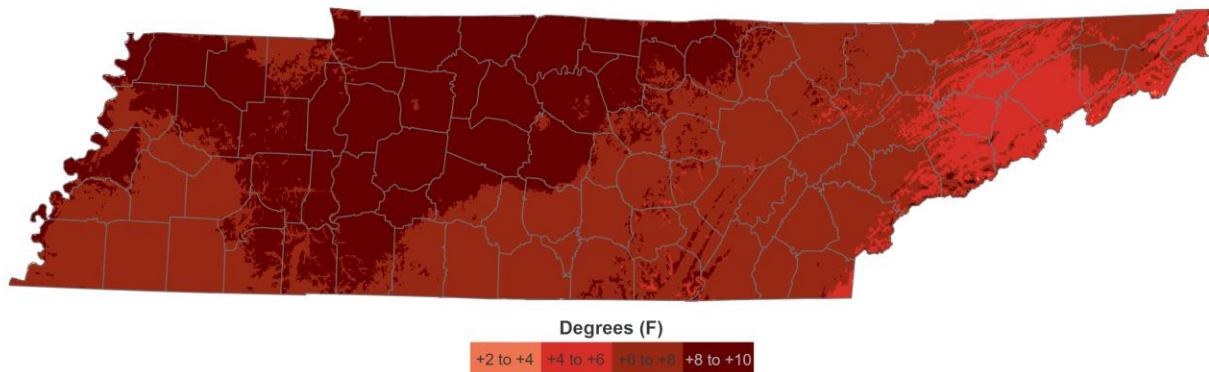 Degrees (F)
+2 to +4 +4 to +6 +6 to +8 +8 to +10